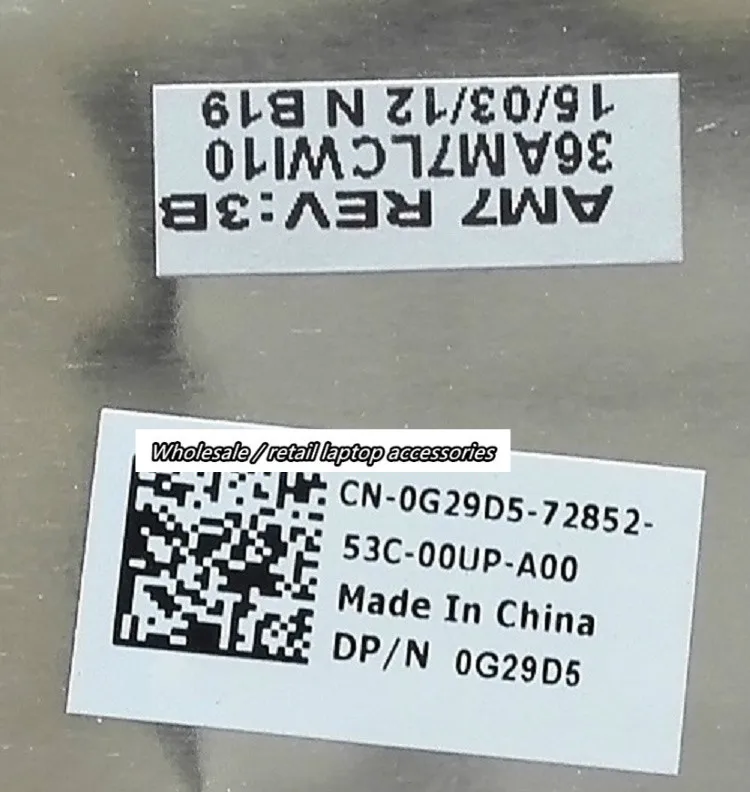 AM7 REV:3B
36AM7LCWI10
15/03/12 N B19
Wholesale / retail laptop accessories
CN-0G29D5-72852-
53C-00UP-A00
Made In China
DP/N 0G29D5